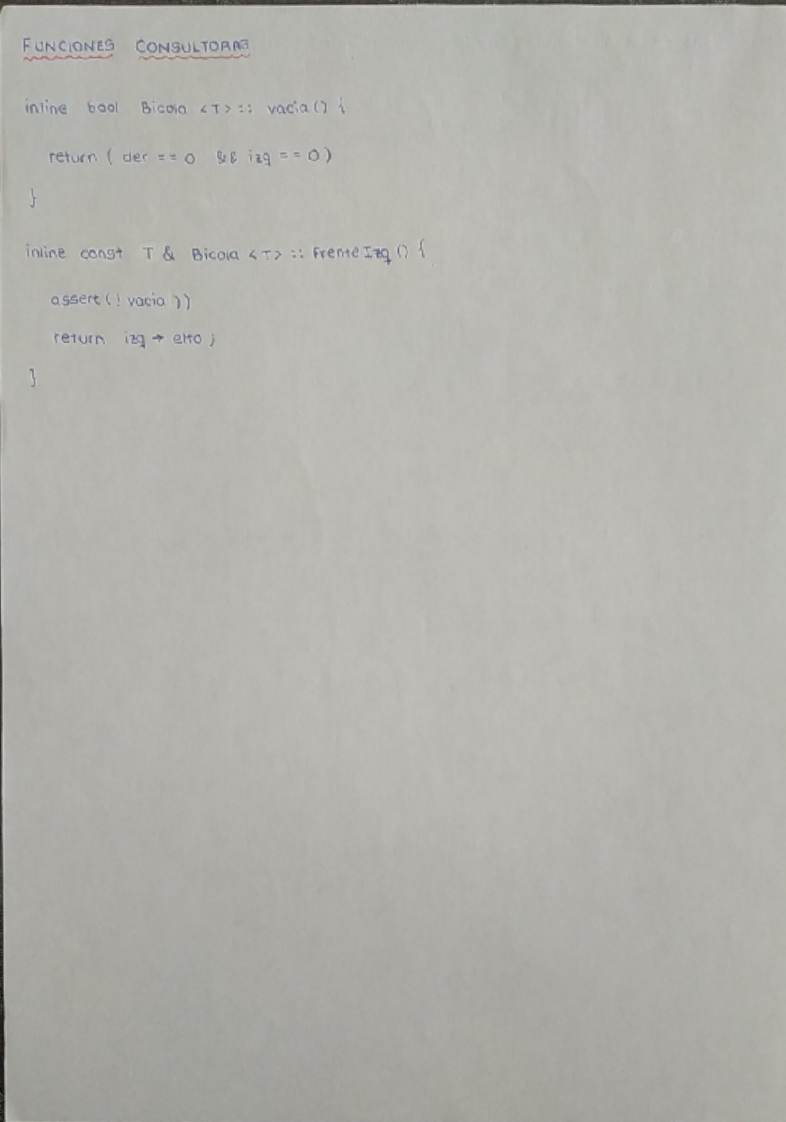 FUNCIONES CONSULTORAS
inline bool Bicola <T> :: vacia() {
return ( der == 0 && izq == 0)
}
inline const T & Bicola <T> :: FrenteIzq () {
assert (! vacia ))
return izq → elto ;
}